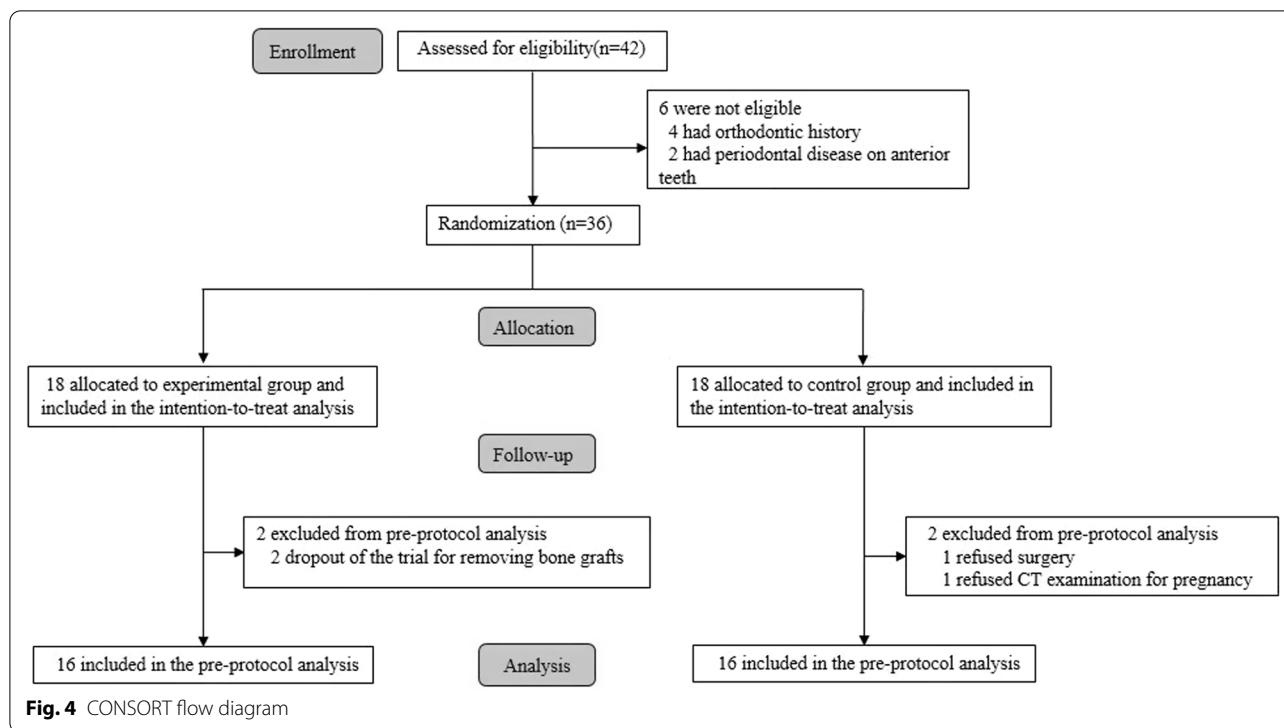 Enrollment
Assessed for eligibility(n=42)
6 were not eligible
4 had orthodontic history
2 had periodontal disease on anterior
teeth
Randomization (n=36)
Allocation
18 allocated to experimental group and
included in the intention-to-treat analysis
18 allocated to control group and included in
the intention-to-treat analysis
Follow-up
2 excluded from pre-protocol analysis
2 dropout of the trial for removing bone grafts
2 excluded from pre-protocol analysis
1 refused surgery
1 refused CT examination for pregnancy
16 included in the pre-protocol analysis
Analysis
16 included in the pre-protocol analysis
Fig. 4 CONSORT flow diagram